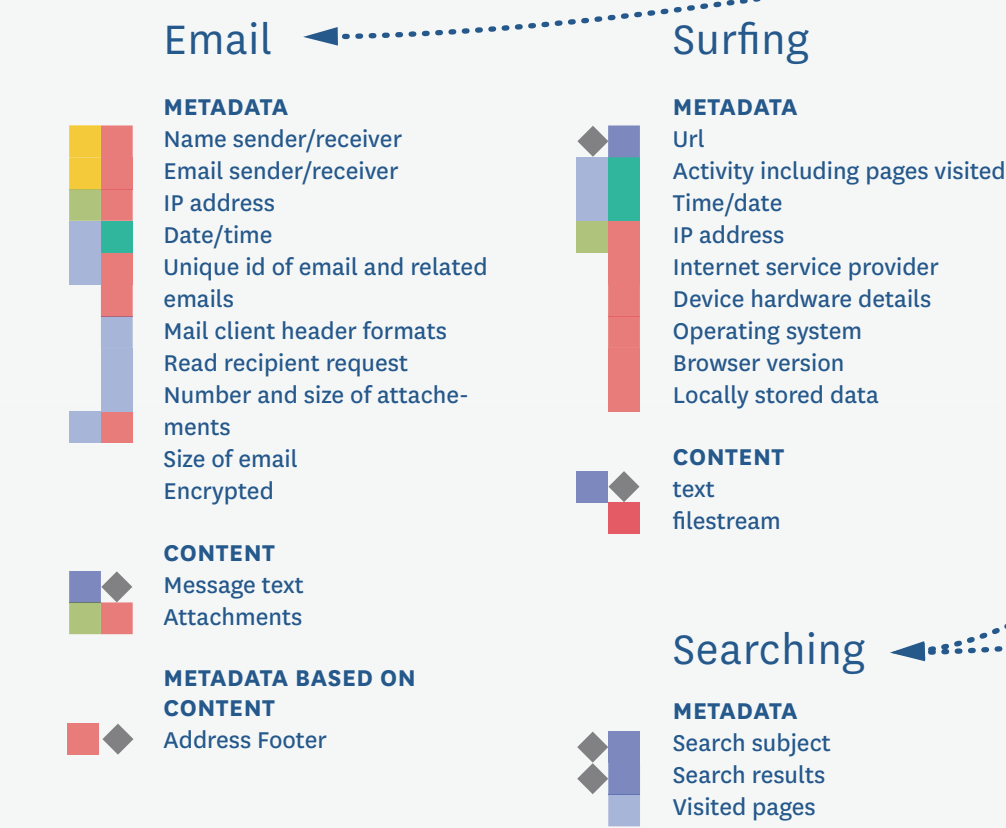 Email
METADATA
Name sender/receiver
Email sender/receiver
IP address
Date/time
Unique id of email and related
emails
Mail client header formats
Read recipient request
Number and size of attache-
ments
Size of email
Encrypted
CONTENT
Message text
Attachments
METADATA BASED ON
CONTENT
Address Footer
Surfing
METADATA
Url
Activity including pages visited
Time/date
IP address
Internet service provider
Device hardware details
Operating system
Browser version
Locally stored data
CONTENT
text
filestream
Searching
METADATA
Search subject
Search results
Visited pages